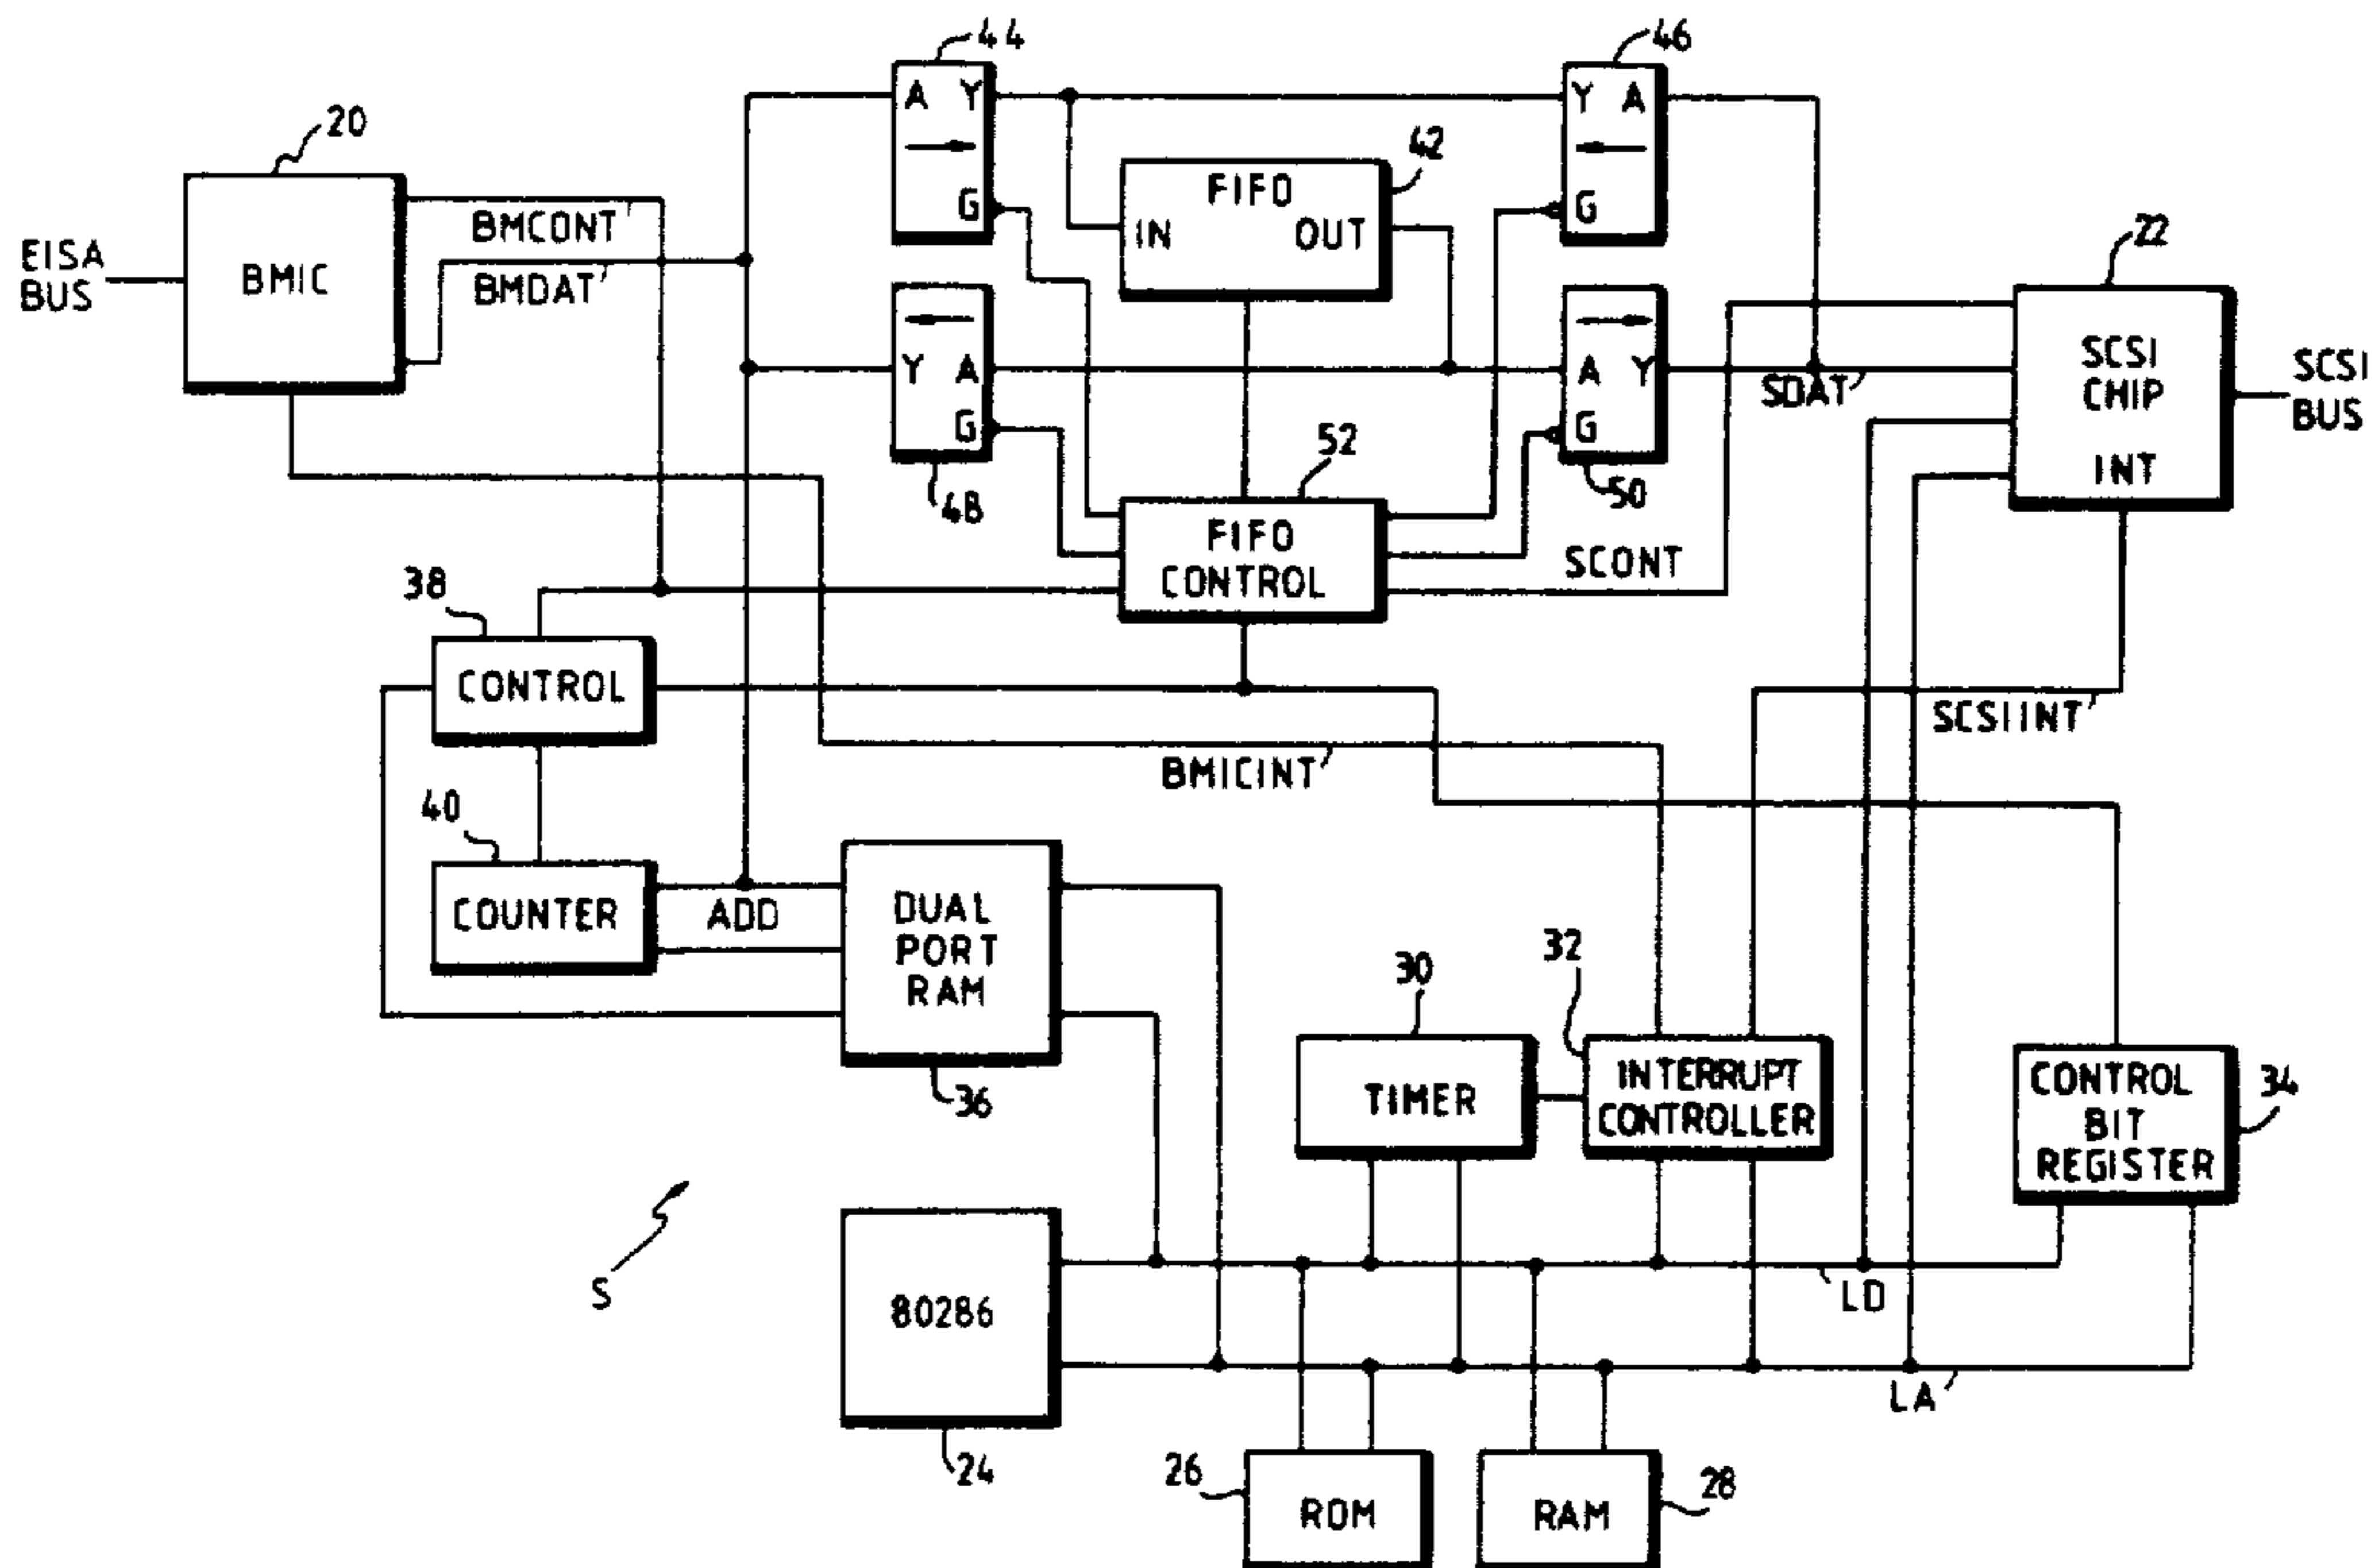 44
46
A Y
Y A
20
42
FIFO
G
G
IN
OUT
22
BMCONT
EISA
BUS
BMIC
BMDAT
SCSI
CHIP
SCSI
BUS
Y A
A Y
SDAT
G
G
52
INT
48
50
FIFO
CONTROL
SCONT
38
CONTROL
SCSIINT
BMICINT
40
COUNTER
ADD
DUAL
PORT
RAM
32
30
36
TIMER
INTERRUPT
CONTROLLER
CONTROL
BIT
REGISTER
34
S
80286
LD
LA
24
26
ROM
RAM
28